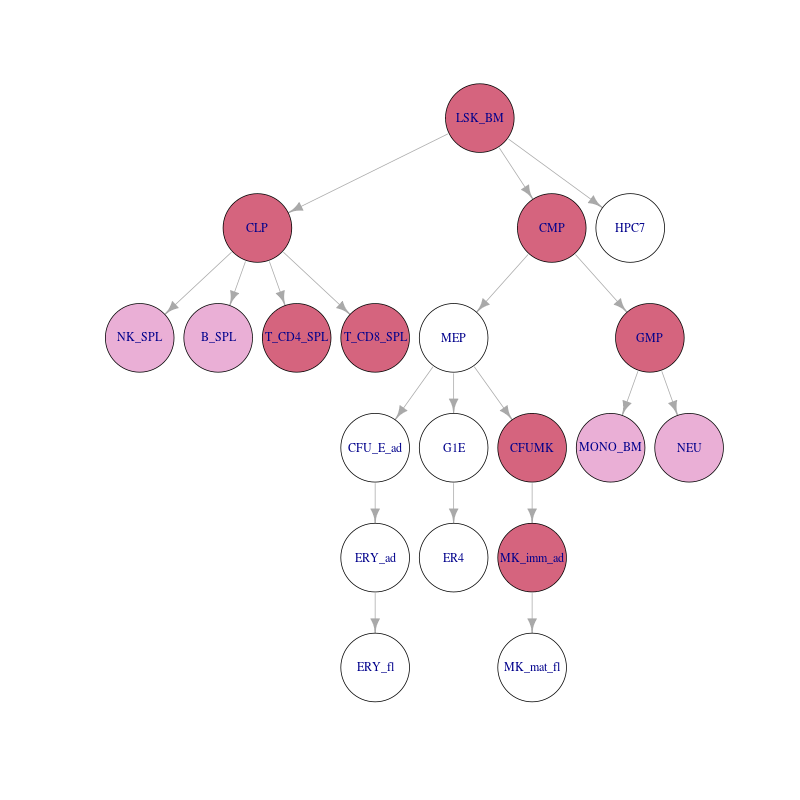 LSK_BM
CLP
CMP
HPC7
NK_SPL
B_SPL
T_CD4_SPL
T_CD8_SPL
MEP
GMP
CFU_E_ad
G1E
CFUMK
MONO_BM
NEU
ERY_ad
ER4
MK_imm_ad
ERY_fl
MK_mat_fl